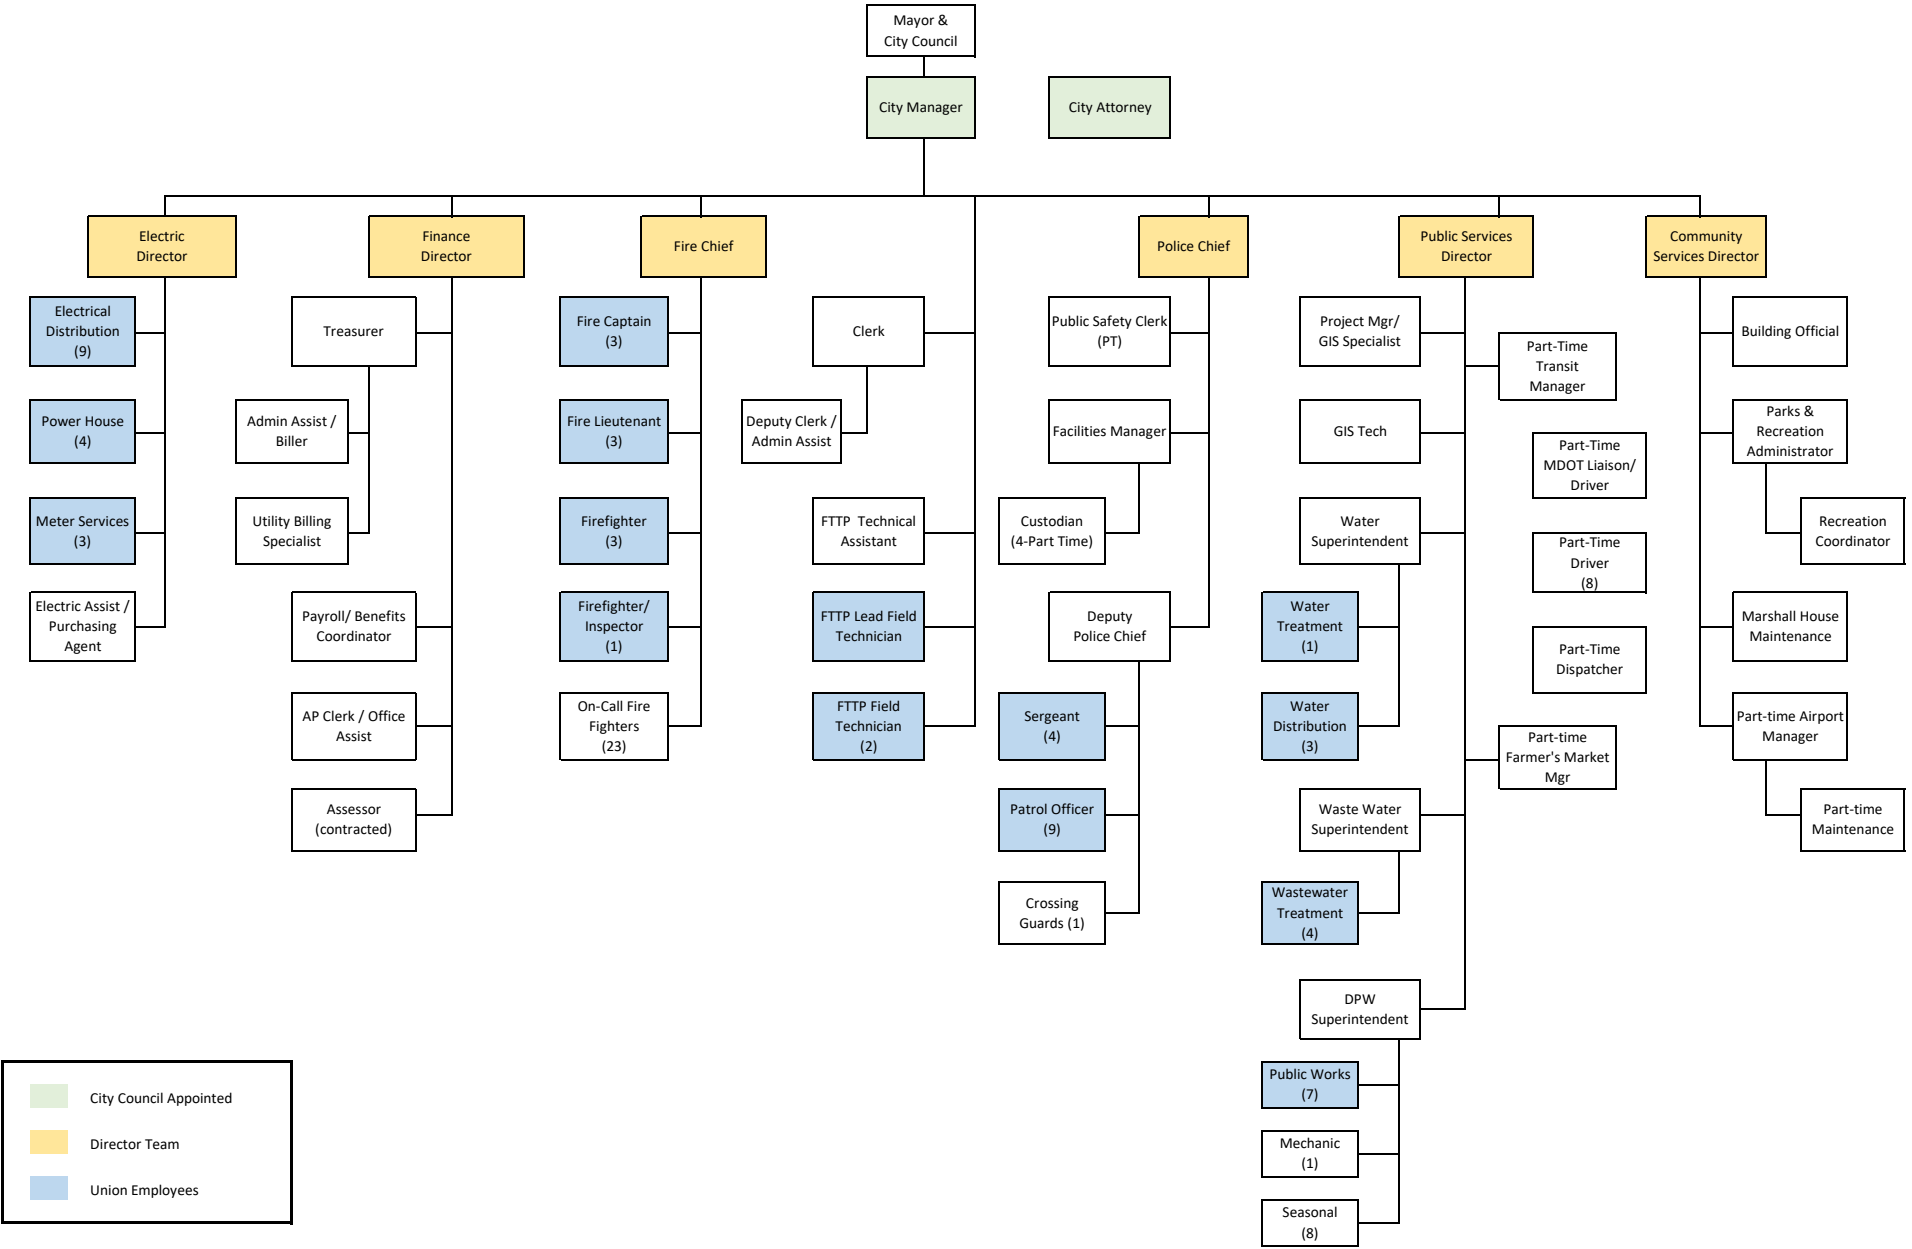 Mayor &
City Council
City Manager
City Attorney
Electric
Director
Finance
Director
Fire Chief
Police Chief
Public Services
Director
Community
Services Director
Electrical
Distribution
(9)
Power House
(4)
Meter Services
(3)
Electric Assist /
Purchasing
Agent
Treasurer
Admin Assist /
Biller
Utility Billing
Specialist
Payroll/ Benefits
Coordinator
AP Clerk / Office
Assist
Assessor
(contracted)
Fire Captain
(3)
Fire Lieutenant
(3)
Firefighter
(3)
Firefighter/
Inspector
(1)
On-Call Fire
Fighters
(23)
Clerk
Deputy Clerk /
Admin Assist
FTTP  Technical
Assistant
FTTP Lead Field
Technician
FTTP Field
Technician
(2)
Public Safety Clerk
(PT)
Facilities Manager
Custodian
(4-Part Time)
Deputy
Police Chief
Sergeant
(4)
Patrol Officer
(9)
Crossing
Guards (1)
Project Mgr/
GIS Specialist
GIS Tech
Water
Superintendent
Water
Treatment
(1)
Water
Distribution
(3)
Waste Water
Superintendent
Wastewater
Treatment
(4)
DPW
Superintendent
Public Works
(7)
Mechanic
(1)
Seasonal
(8)
Part-Time
Transit
Manager
Part-Time
MDOT Liaison/
Driver
Part-Time
Driver
(8)
Part-Time
Dispatcher
Part-time
Farmer's Market
Mgr
Building Official
Parks &
Recreation
Administrator
Recreation
Coordinator
Marshall House
Maintenance
Part-time Airport
Manager
Part-time
Maintenance
City Council Appointed
Director Team
Union Employees